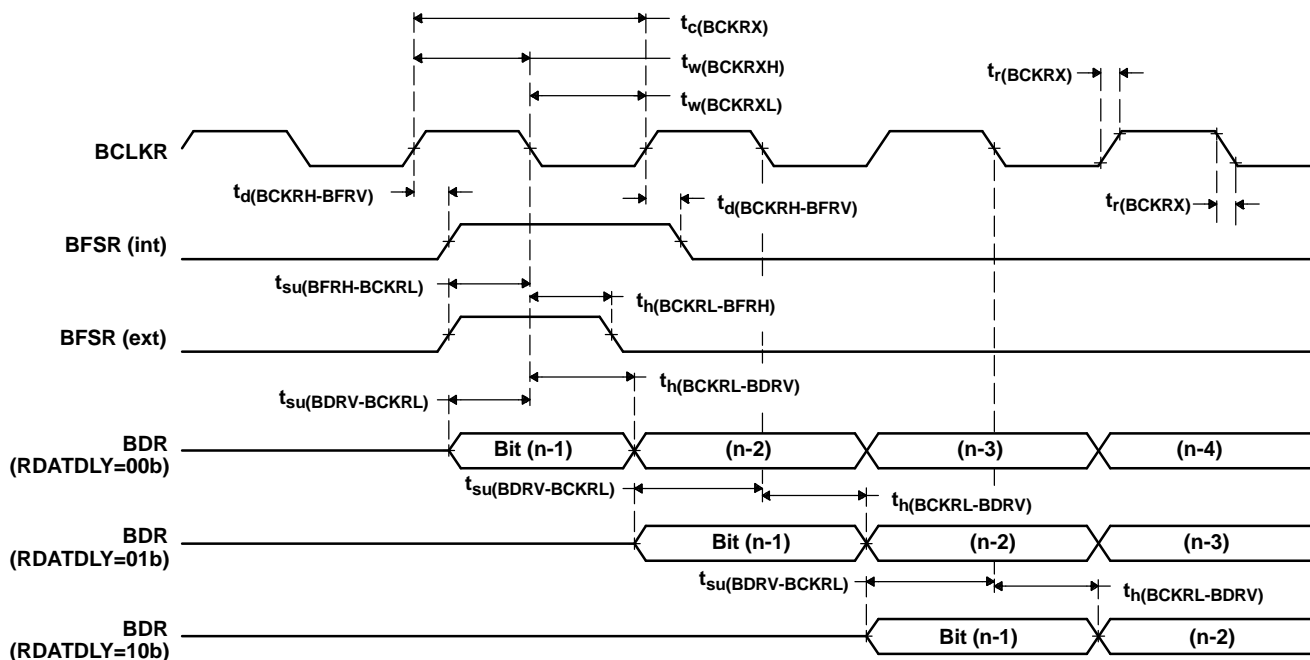 tc(BCKRX)
tw(BCKRXH)
tr(BCKRX)
tw(BCKRXL)
BCLKR
td(BCKRH-BFRV)
td(BCKRH-BFRV)
tr(BCKRX)
BFSR (int)
tsu(BFRH-BCKRL)
th(BCKRL-BFRH)
BFSR (ext)
th(BCKRL-BDRV)
tsu(BDRV-BCKRL)
BDR
(RDATDLY=00b)
Bit (n-1)
(n-2)
(n-3)
(n-4)
tsu(BDRV-BCKRL)
th(BCKRL-BDRV)
BDR
(RDATDLY=01b)
Bit (n-1)
(n-2)
(n-3)
tsu(BDRV-BCKRL)
th(BCKRL-BDRV)
BDR
(RDATDLY=10b)
Bit (n-1)
(n-2)